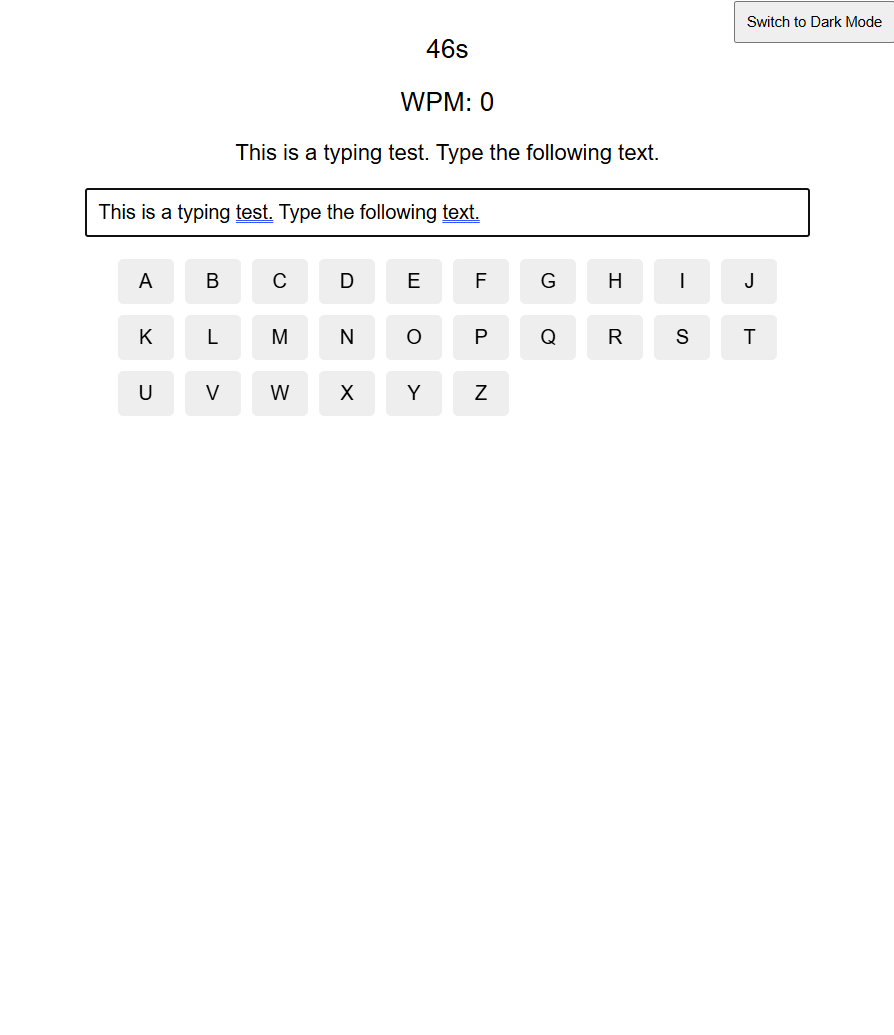 Switch to Dark Mode
46s
WPM: 0
This is a typing test. Type the following text.
This is a typing test. Type the following text.
A B C D E F G H I J
K L M N O P Q R S T
U V W X Y Z